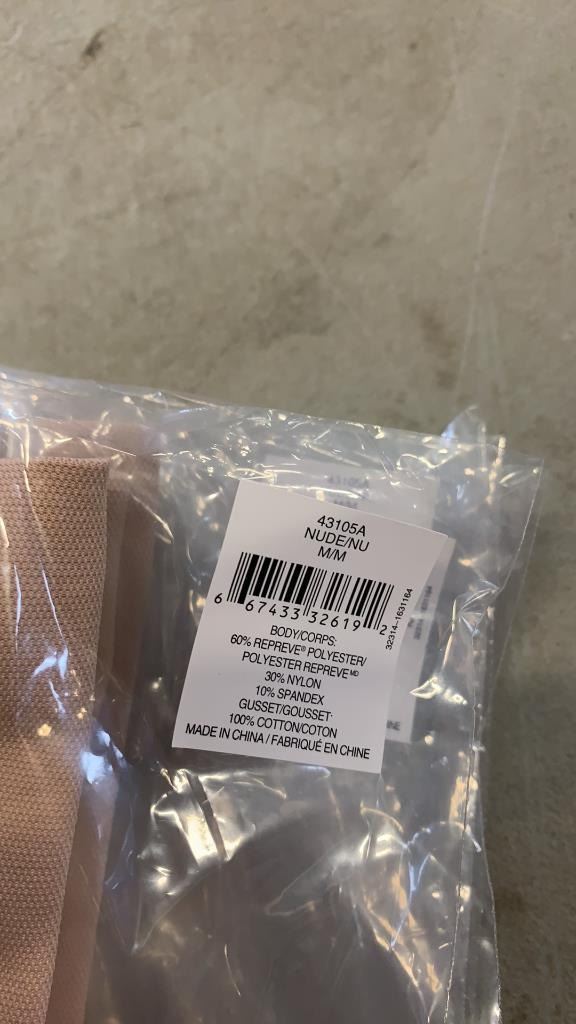 43105A
NUDE/NU
M/M
6 67433 32619 2
32314-1631164
BODY/CORPS:
60% REPREVE® POLYESTER/
POLYESTER REPREVE MD
30% NYLON
10% SPANDEX
GUSSET/GOUSSET:
100% COTTON/COTON
MADE IN CHINA / FABRIQUÉ EN CHINE